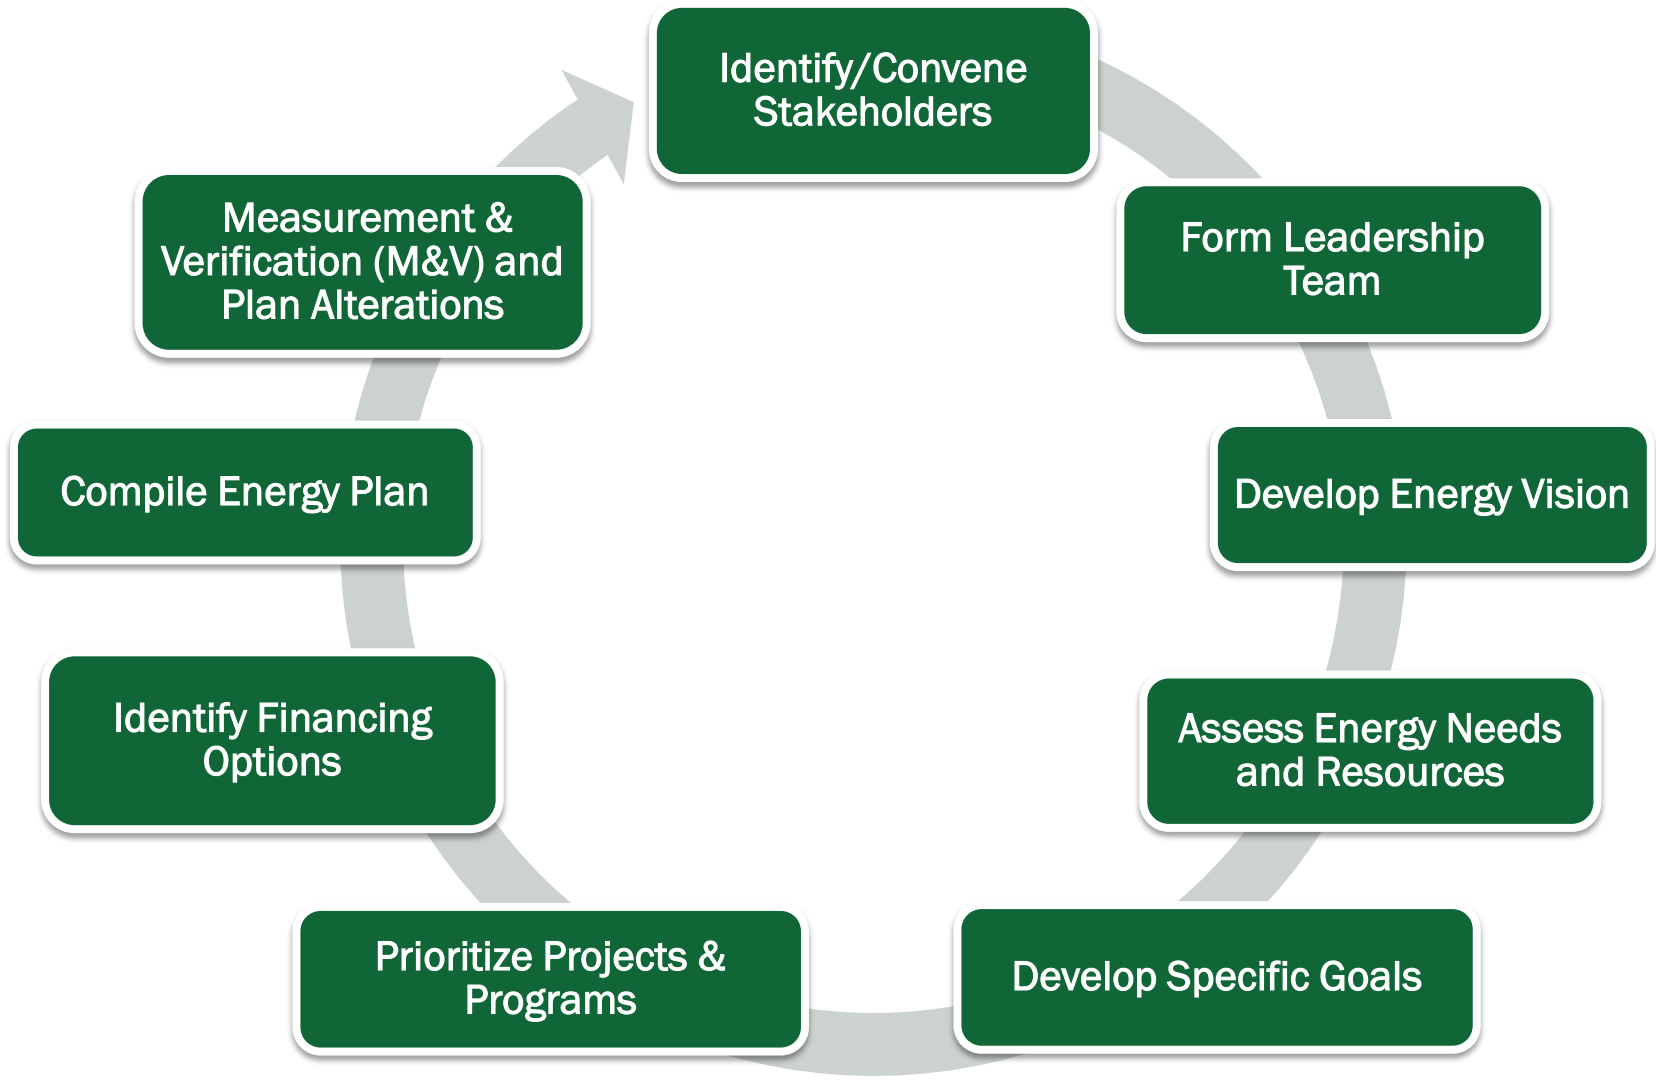 Identify/Convene
Stakeholders
Form Leadership
Team
Develop Energy Vision
Assess Energy Needs
and Resources
Develop Specific Goals
Prioritize Projects &
Programs
Identify Financing
Options
Compile Energy Plan
Measurement &
Verification (M&V) and
Plan Alterations